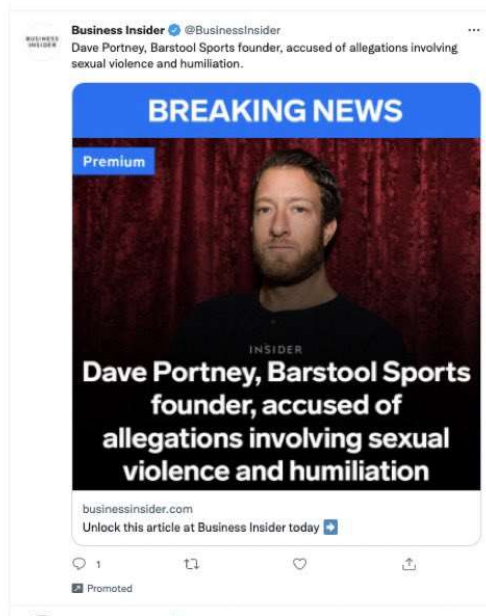 BUSINESS
INSIDER
Business Insider @BusinessInsider
Dave Portney, Barstool Sports founder, accused of allegations involving
sexual violence and humiliation.
BREAKING NEWS
Premium
INSIDER
Dave Portney, Barstool Sports
founder, accused of
allegations involving sexual
violence and humiliation
businessinsider.com
Unlock this article at Business Insider today ➡️
1
Promoted